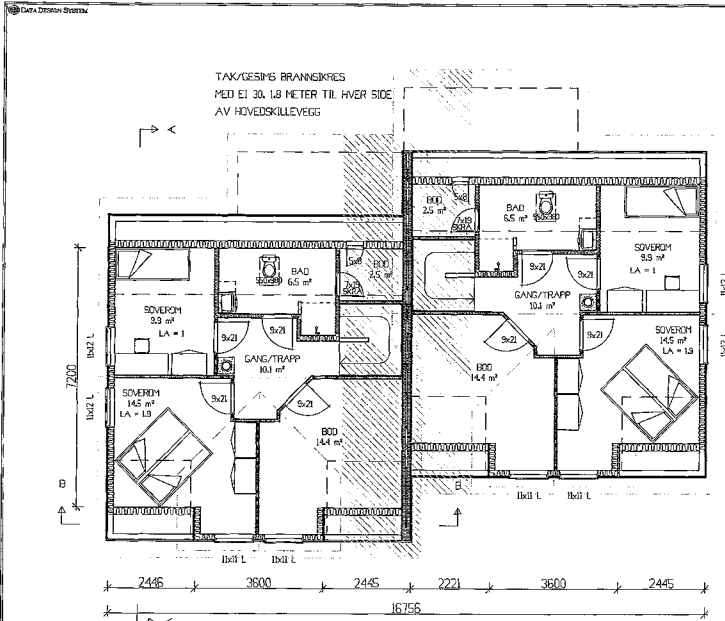 DATA DESIGN SYSTEM
TAK/GESIMS BRANNSIKRES
MED EI 30, 1.8 METER TIL HVER SIDE
AV HOVEDSKILLEVEGG
A
BOD
2.5 m²
5x8
7x19
SKRÅ
BAD
6.5 m²
550x980
SOVEROM
9.9 m²
LA = 1
9x21
9x21
GANG/TRAPP
10.1 m²
11x12 L
SOVEROM
14.5 m²
LA = 1.9
9x21
9x21
11x12 L
BOD
14.4 m²
BAD
6.5 m²
550x980
5x8
BOD
2.5 m²
7x19
SKRÅ
SOVEROM
9.9 m²
LA = 1
9x21
9x21
GANG/TRAPP
10.1 m²
11x12 L
7200
SOVEROM
14.5 m²
LA = 1.9
9x21
9x21
11x12 L
BOD
14.4 m²
B
B
11x11 L
11x11 L
11x11 L
11x11 L
2446
3600
2445
2221
3600
2445
16756